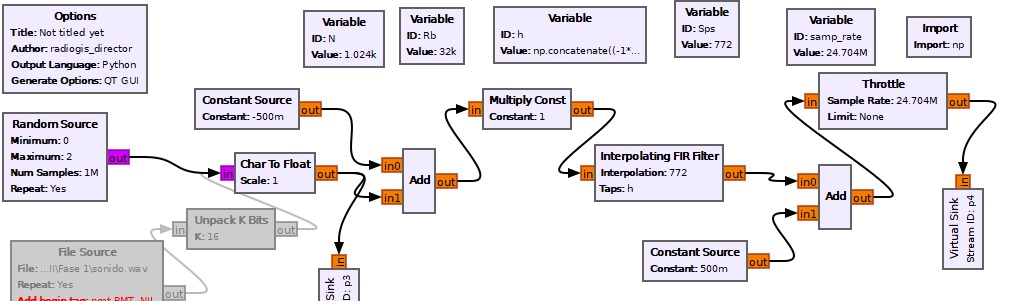 Options
Title: Not titled yet
Author: radiogis_director
Output Language: Python
Generate Options: QT GUI
Variable
ID: N
Value: 1.024k
Variable
ID: Rb
Value: 32k
Variable
ID: h
Value: np.concatenate((-1*...
Variable
ID: Sps
Value: 772
Variable
ID: samp_rate
Value: 24.704M
Import
Import: np
Random Source
Minimum: 0
Maximum: 2
Num Samples: 1M
Repeat: Yes
out
Constant Source
Constant: -500m
out
in
Char To Float
Scale: 1
out
in0
in1
Add
out
in
Multiply Const
Constant: 1
out
in
Interpolating FIR Filter
Interpolation: 772
Taps: h
out
in0
in1
Add
out
in
Throttle
Sample Rate: 24.704M
Limit: None
out
in
Virtual Sink
Stream ID: p4
Constant Source
Constant: 500m
out
in
Unpack K Bits
K: 16
out
File Source
File: ...II\Fase 1\sonido.wav
Repeat: Yes
Add begin tag: pmt.PMT_NIL
out
in
Sink
D: p3